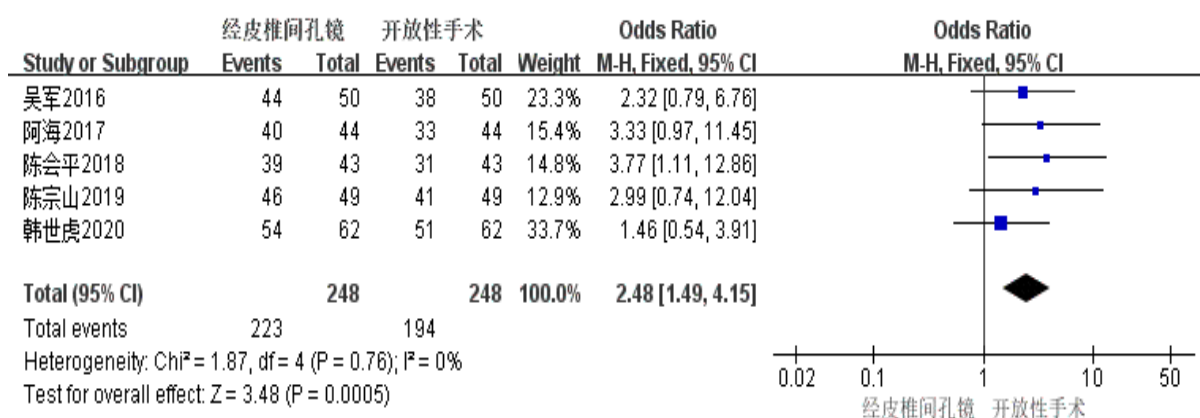 经皮椎间孔镜 开放性手术 Odds Ratio Odds Ratio
Study or Subgroup Events Total Events Total Weight M-H, Fixed, 95% CI M-H, Fixed, 95% CI
吴军2016 44 50 38 50 23.3% 2.32 [0.79, 6.76]
阿海2017 40 44 33 44 15.4% 3.33 [0.97, 11.45]
陈会平2018 39 43 31 43 14.8% 3.77 [1.11, 12.86]
陈宗山2019 46 49 41 49 12.9% 2.99 [0.74, 12.04]
韩世虎2020 54 62 51 62 33.7% 1.46 [0.54, 3.91]
Total (95% CI) 248 248 100.0% 2.48 [1.49, 4.15]
Total events 223 194
Heterogeneity: Chi² = 1.87, df = 4 (P = 0.76); I² = 0%
Test for overall effect: Z = 3.48 (P = 0.0005)
0.02 0.1 1 10 50
经皮椎间孔镜 开放性手术